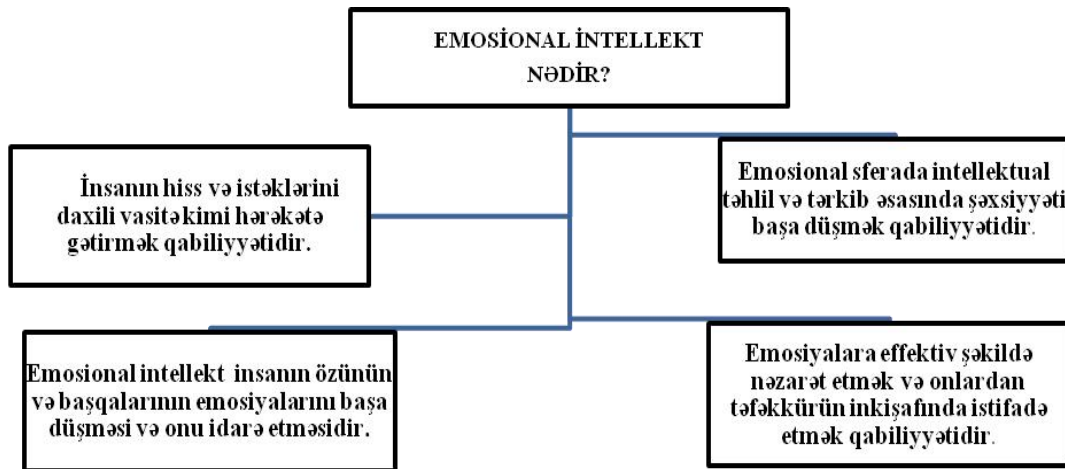 EMOSİONAL İNTELLEKT
NƏDİR?
İnsanın hiss və istəklərini
daxili vasitə kimi hərəkətə
gətirmək qabiliyyətidir.
Emosional sferada intellektual
təhlil və tərkib əsasında şəxsiyyəti
başa düşmək qabiliyyətidir.
Emosional intellekt insanın özünün
və başqalarının emosiyalarını başa
düşməsi və onu idarə etməsidir.
Emosiyalara effektiv şəkildə
nəzarət etmək və onlardan
təfəkkürün inkişafında istifadə
etmək qabiliyyətidir.